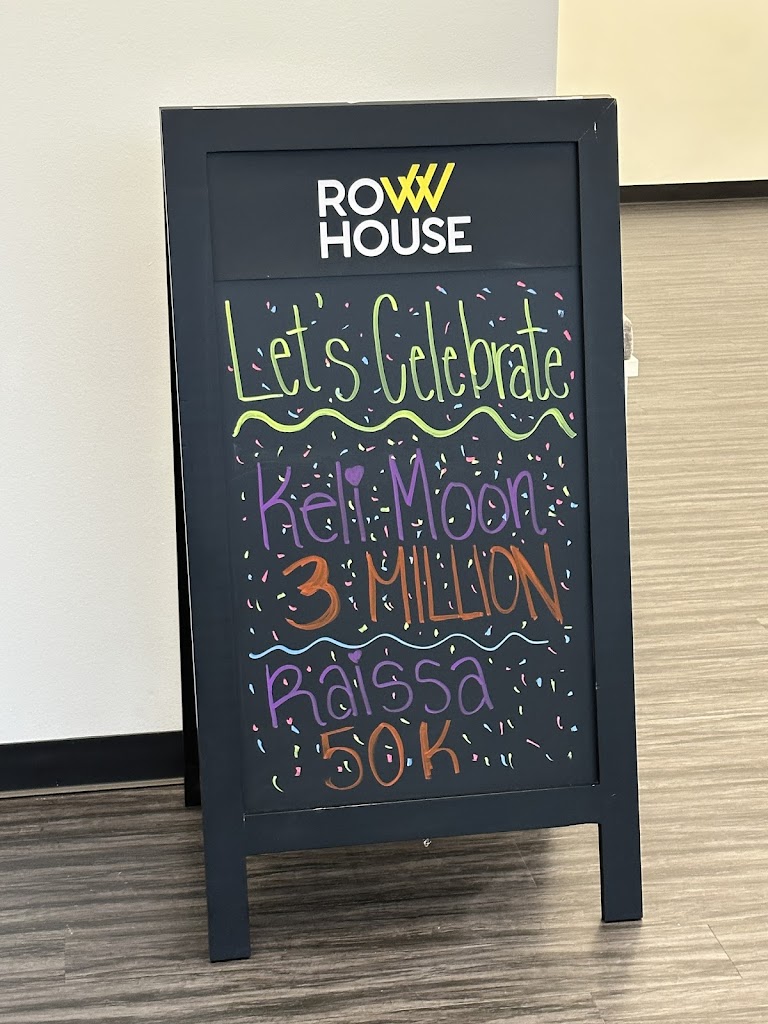 ROW
HOUSE
Let's Celebrate
Keli Moon
3 MILLION
Raissa
50K